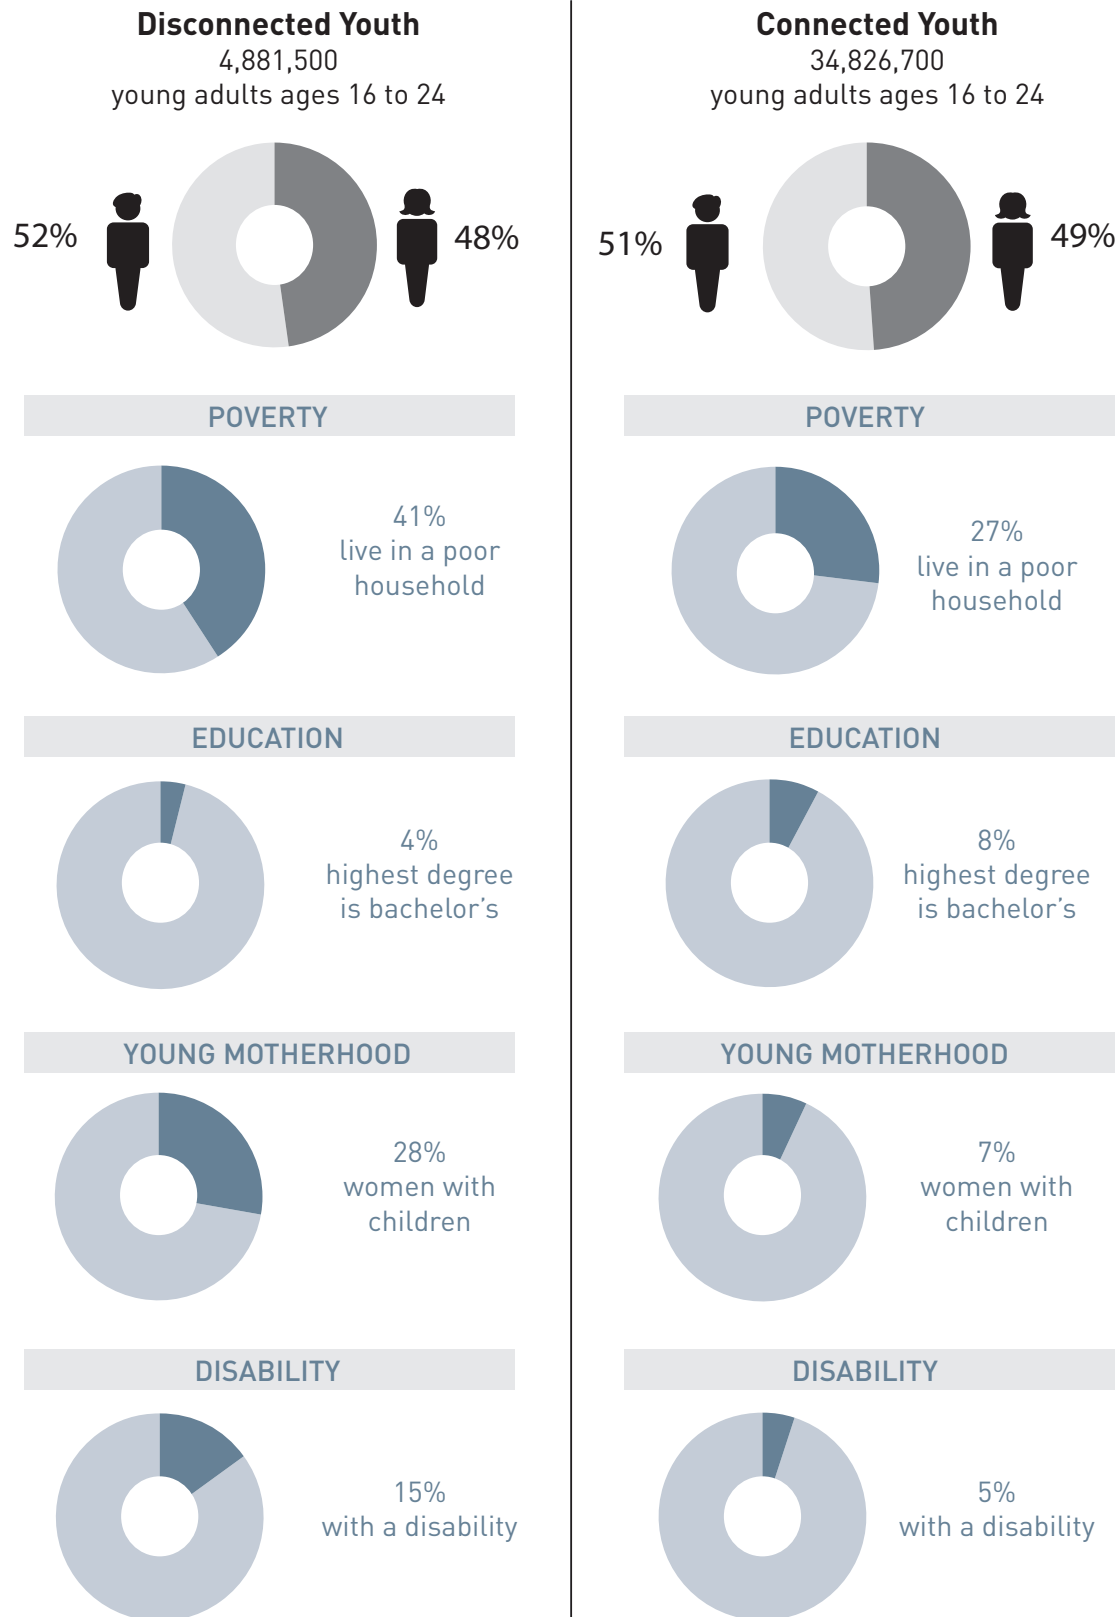 Disconnected Youth
4,881,500
young adults ages 16 to 24
52%
48%
POVERTY
41%
live in a poor
household
EDUCATION
4%
highest degree
is bachelor’s
YOUNG MOTHERHOOD
28%
women with
children
DISABILITY
15%
with a disability
Connected Youth
34,826,700
young adults ages 16 to 24
51%
49%
POVERTY
27%
live in a poor
household
EDUCATION
8%
highest degree
is bachelor’s
YOUNG MOTHERHOOD
7%
women with
children
DISABILITY
5%
with a disability